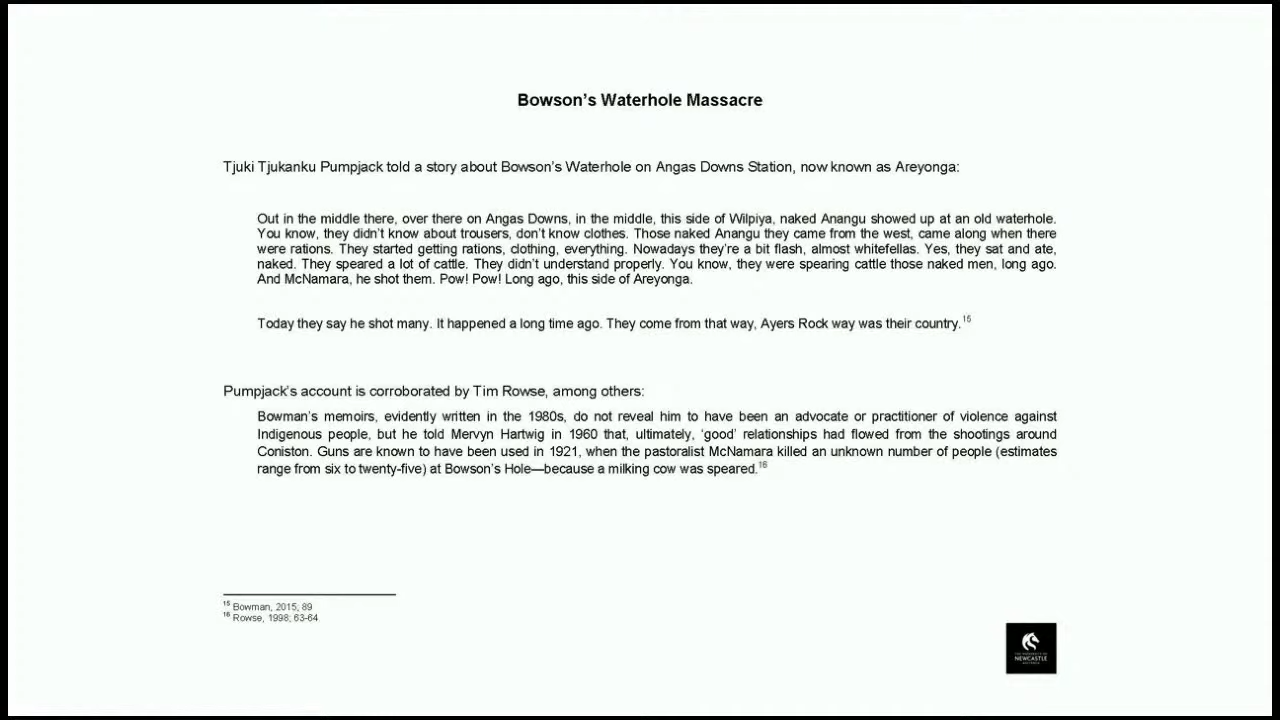 Bowson's Waterhole Massacre
Tjuki Tjukanku Pumpjack told a story about Bowson's Waterhole on Angas Downs Station, now known as Areyonga:
Out in the middle there, over there on Angas Downs, in the middle, this side of Wilpiya, naked Anangu showed up at an old waterhole.
You know, they didn't know about trousers, don't know clothes. Those naked Anangu they came from the west, came along when there
were rations. They started getting rations, clothing, everything. Nowadays they're a bit flash, almost whitefellas. Yes, they sat and ate,
naked. They speared a lot of cattle. They didn't understand properly. You know, they were spearing cattle those naked men, long ago.
And McNamara, he shot them. Pow! Pow! Long ago, this side of Areyonga.
Today they say he shot many. It happened a long time ago. They come from that way, Ayers Rock way was their country.15
Pumpjack's account is corroborated by Tim Rowse, among others:
Bowman's memoirs, evidently written in the 1980s, do not reveal him to have been an advocate or practitioner of violence against
Indigenous people, but he told Mervyn Hartwig in 1960 that, ultimately, 'good' relationships had flowed from the shootings around
Coniston. Guns are known to have been used in 1921, when the pastoralist McNamara killed an unknown number of people (estimates
range from six to twenty-five) at Bowson's Hole—because a milking cow was speared.16
15 Bowman, 2015; 89
16 Rowse, 1998; 63-64
THE UNIVERSITY OF
NEWCASTLE
AUSTRALIA